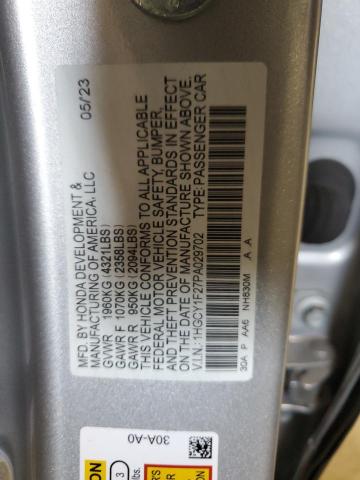 MFD. BY HONDA DEVELOPMENT & 05/23
MANUFACTURING OF AMERICA, LLC
GVWR 1960KG (4321LBS)
GAWR F 1070KG (2358LBS)
GAWR R 950KG (2094LBS)
THIS VEHICLE CONFORMS TO ALL APPLICABLE
FEDERAL MOTOR VEHICLE SAFETY, BUMPER,
AND THEFT PREVENTION STANDARDS IN EFFECT
ON THE DATE OF MANUFACTURE SHOWN ABOVE.
V.I.N.: 1HGCY1F27PA029702 TYPE: PASSENGER CAR
30A P AA6 NH830M A A
30A-A0
3
lbs.